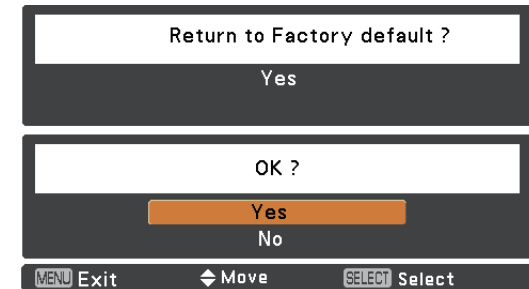 Return to Factory default ?
Yes
OK ?
Yes
No
MENU Exit Move SELECT Select